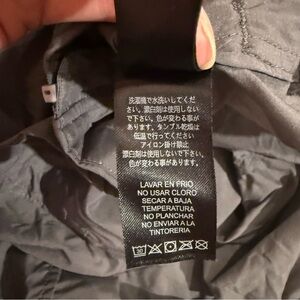 洗濯機で水洗いしてくださ
い。漂白剤は使用しない
で下さい。色が変わる事が
あります。タンブル乾燥は
低温で行って下さい。
アイロン掛け禁止
漂白剤は使用しないで
下さい。色が変わる事が
あります。
LAVAR EN FRIO
NO USAR CLORO
SECAR A BAJA
TEMPERATURA
NO PLANCHAR
NO ENVIAR A LA
TINTORERIA